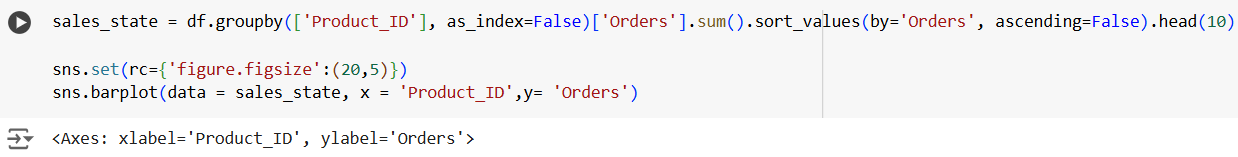 sales_state = df.groupby(['Product_ID'], as_index=False)['Orders'].sum().sort_values(by='Orders', ascending=False).head(10)
sns.set(rc={'figure.figsize':(20,5)})
sns.barplot(data = sales_state, x = 'Product_ID',y= 'Orders')
<Axes: xlabel='Product_ID', ylabel='Orders'>